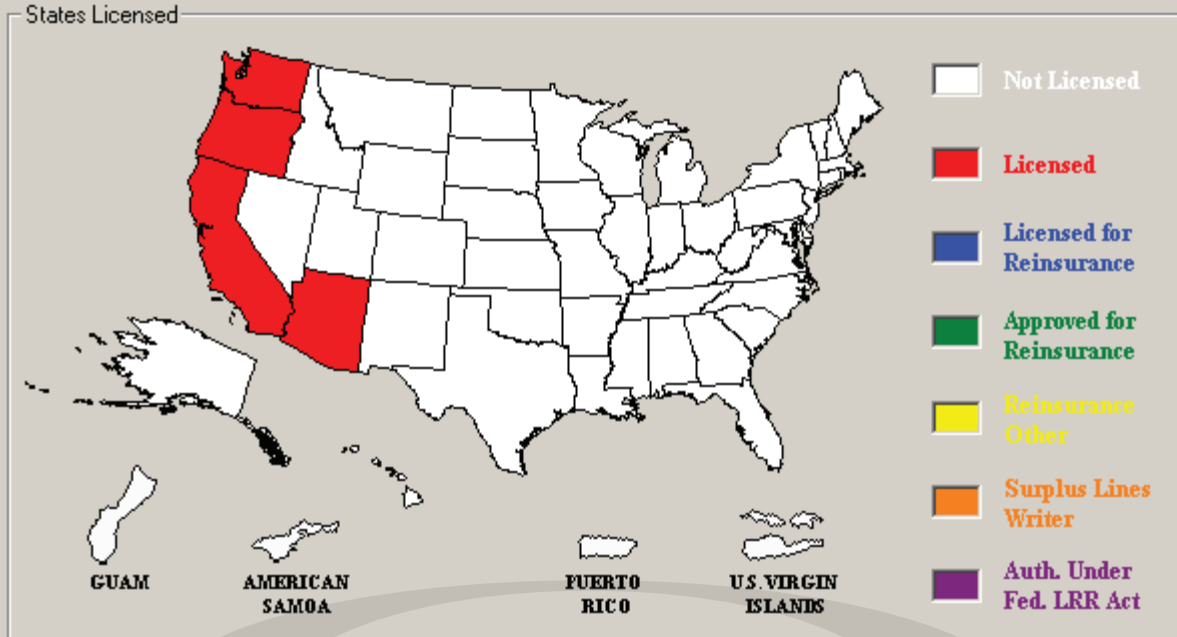 States Licensed
Not Licensed
Licensed
Licensed for
Reinsurance
Approved for
Reinsurance
Reinsurance
Other
Surplus Lines
Writer
Auth. Under
Fed. LRR Act
GUAM
AMERICAN
SAMOA
PUERTO
RICO
U.S. VIRGIN
ISLANDS